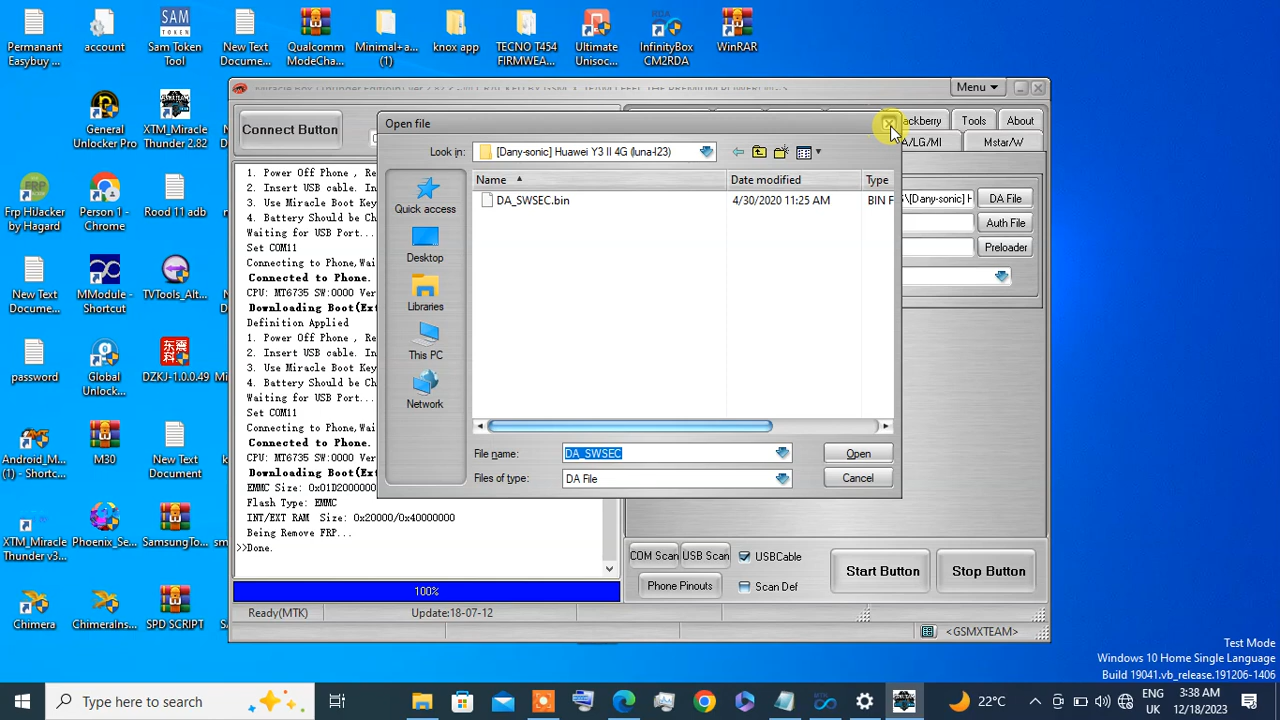 Permanant
Easybuy ...
account
Sam Token
Tool
New Text
Docume...
Qualcomm
ModeCha...
Minimal+a...
(1)
knox app
TECNO T454
FIRMWEA...
Ultimate
Unisoc...
InfinityBox
CM2RDA
WinRAR
General
Unlocker Pro
XTM_Miracle
Thunder 2.82
Frp HiJacker
by Hagard
Person 1 -
Chrome
Rood 11 adb
New Text
Docume...
MModule -
Shortcut
TVTools_Alt...
password
Global
Unlock...
DZKJ-1.0.0.49
Android_M...
(1) - Shortc...
M30
New Text
Document
XTM_Miracle
Thunder v3...
Phoenix_Se...
SamsungTo...
Chimera
ChimeraIns...
SPD SCRIPT
Menu
Connect Button
ackberry
Tools
About
A/LG/MI
Mstar/W
Open file
Look in:
[Dany-sonic] Huawei Y3 II 4G (luna-l23)
Name
Date modified
Type
DA_SWSEC.bin
4/30/2020 11:25 AM
BIN F
Quick access
Desktop
Libraries
This PC
Network
File name:
DA_SWSEC
Open
Files of type:
DA File
Cancel
\[Dany-sonic] H
DA File
Auth File
Preloader
1. Power Off Phone , Re
2. Insert USB cable. In
3. Use Miracle Boot Key
4. Battery Should be Ch
Waiting for USB Port...
Set COM11
Connecting to Phone,Wai
Connected to Phone.
CPU: MT6735 SW:0000 Ver
Downloading Boot(Ext
Definition Applied
1. Power Off Phone , Re
2. Insert USB cable. In
3. Use Miracle Boot Key
4. Battery Should be Ch
Waiting for USB Port...
Set COM11
Connecting to Phone,Wai
Connected to Phone.
CPU: MT6735 SW:0000 Ver
Downloading Boot(Ext
EMMC Size: 0x01D2000000
Flash Type: EMMC
INT/EXT RAM Size: 0x20000/0x40000000
Being Remove FRP...
>>Done.
100%
COM Scan
USB Scan
USBCable
Phone Pinouts
Scan Def
Start Button
Stop Button
Ready(MTK)
Update:18-07-12
<GSMXTEAM>
Test Mode
Windows 10 Home Single Language
Build 19041.vb_release.191206-1406
Type here to search
22°C
ENG
UK
3:38 AM
12/18/2023